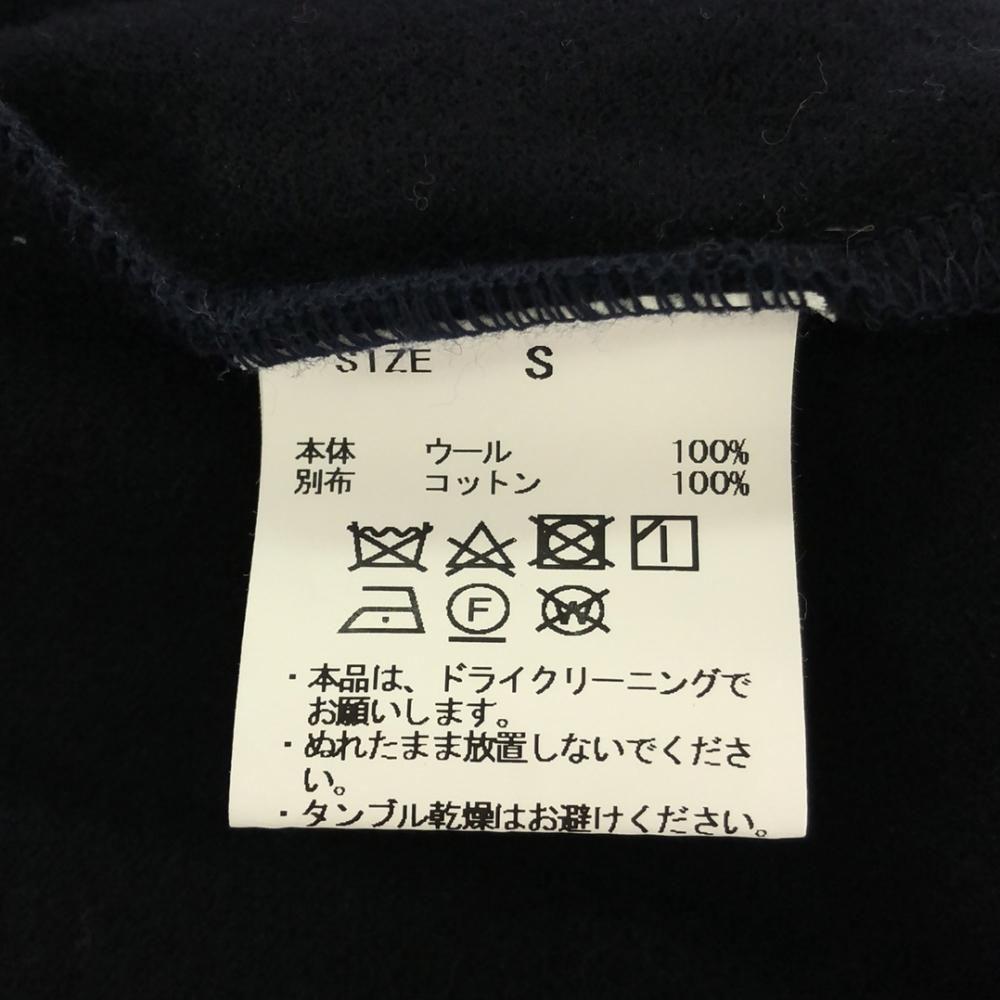 SIZE S
本体 ウール 100%
別布 コットン 100%
F W
・本品は、ドライクリーニングで
お願いします。
・ぬれたまま放置しないでくださ
い。
・タンブル乾燥はお避けください。